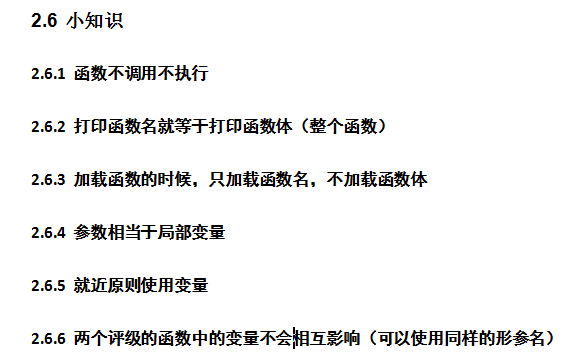 2.6 小知识
2.6.1 函数不调用不执行
2.6.2 打印函数名就等于打印函数体（整个函数）
2.6.3 加载函数的时候，只加载函数名，不加载函数体
2.6.4 参数相当于局部变量
2.6.5 就近原则使用变量
2.6.6 两个评级的函数中的变量不会相互影响（可以使用同样的形参名）